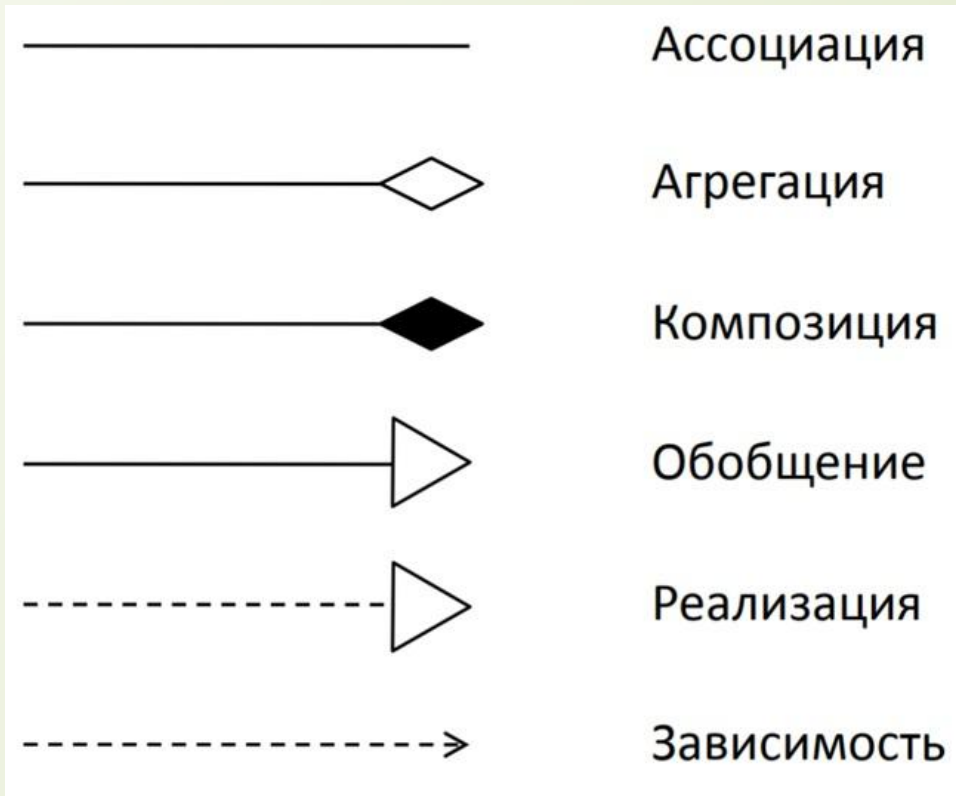 Ассоциация
Агрегация
Композиция
Обобщение
Реализация
Зависимость